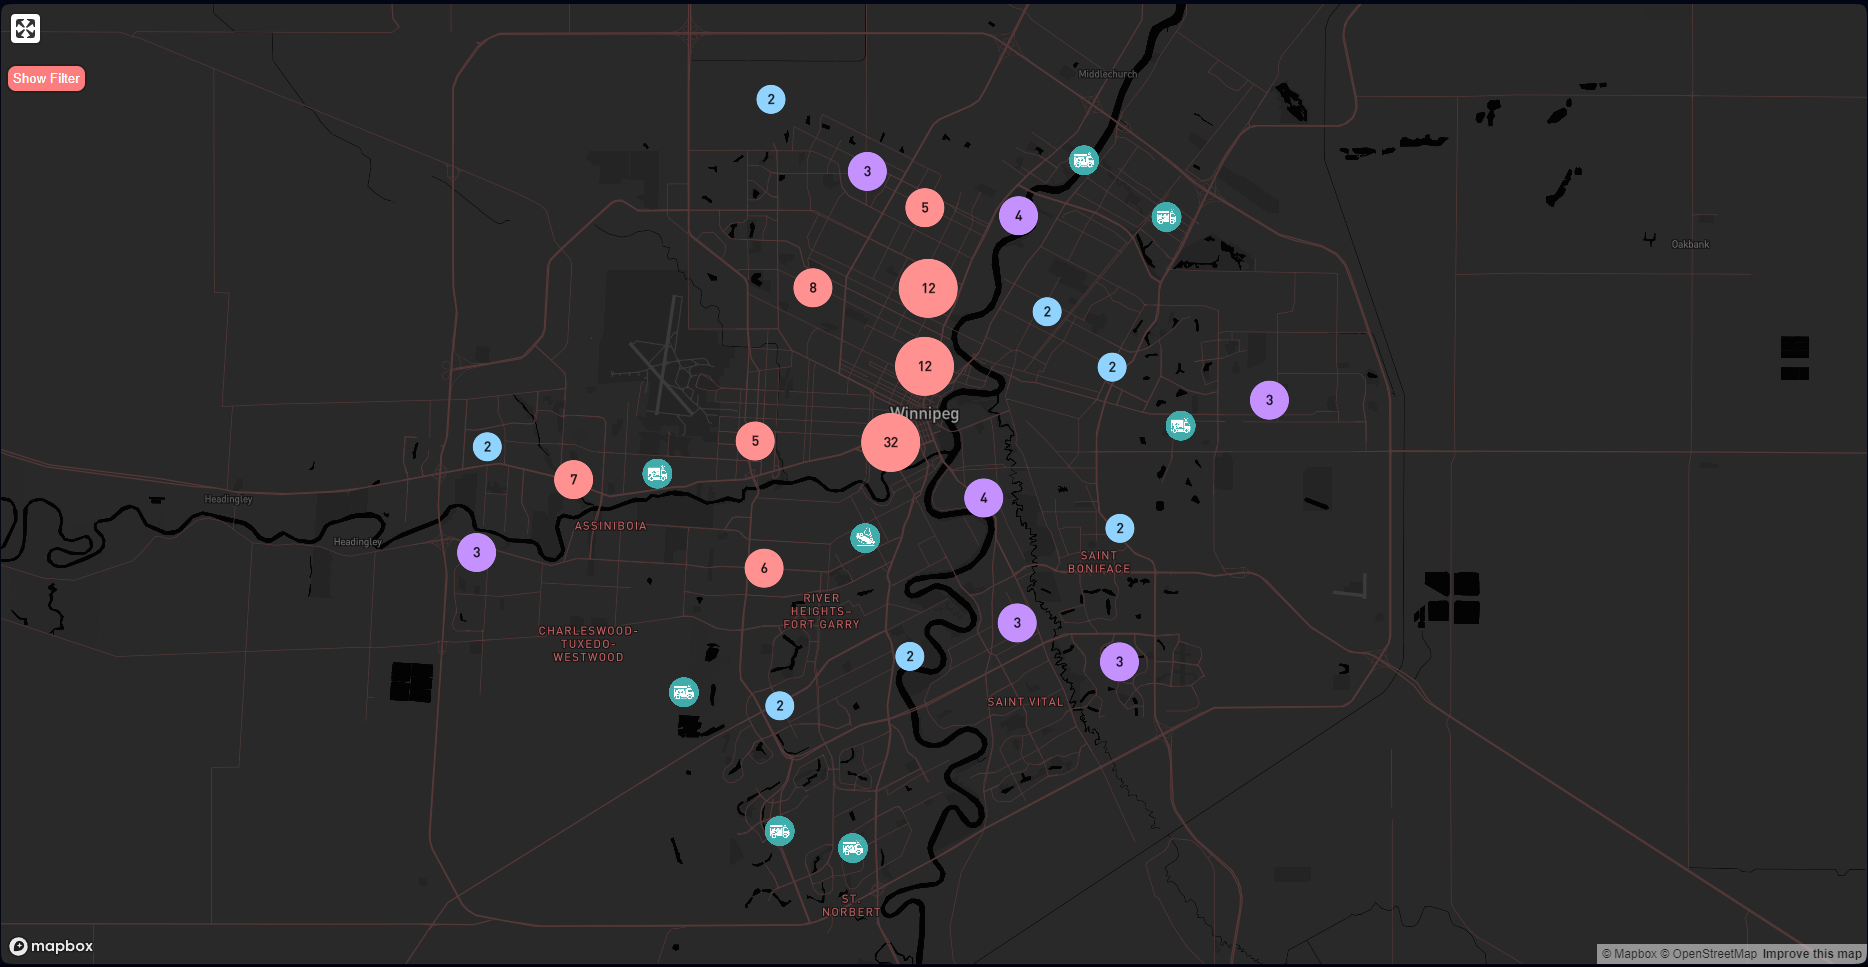 Show Filter
Middlechurch
2
3
5
4
Oakbank
8
12
2
12
2
3
Winnipeg
5
32
2
7
4
Headingley
ASSINIBOIA
2
Headingley
3
SAINT
BONIFACE
6
RIVER
HEIGHTS-
FORT GARRY
3
CHARLESWOOD-
TUXEDO-
WESTWOOD
2
3
SAINT VITAL
2
ST.
NORBERT
mapbox
© Mapbox © OpenStreetMap Improve this map